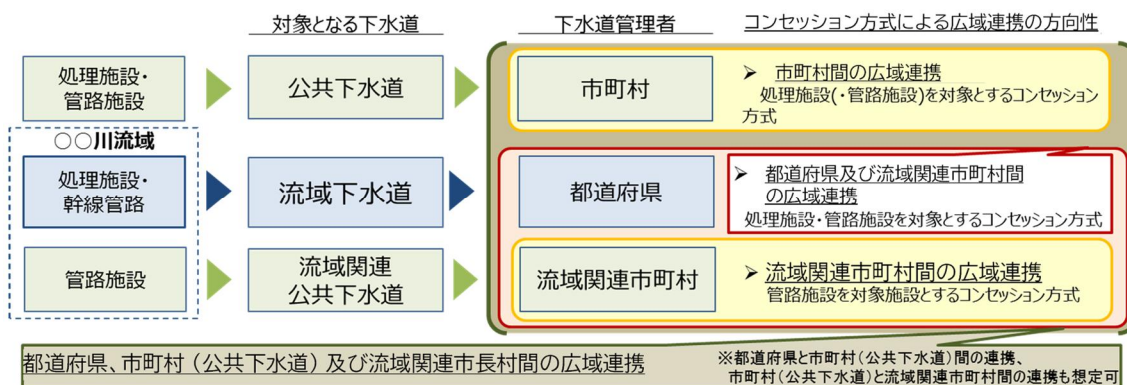 対象となる下水道
下水道管理者
コンセッション方式による広域連携の方向性
処理施設・
管路施設
公共下水道
市町村
➤ 市町村間の広域連携
処理施設(・管路施設)を対象とするコンセッション
方式
○○川流域
処理施設・
幹線管路
流域下水道
都道府県
➤ 都道府県及び流域関連市町村間
の広域連携
処理施設・管路施設を対象とするコンセッション方式
管路施設
流域関連
公共下水道
流域関連市町村
➤ 流域関連市町村間の広域連携
管路施設を対象施設とするコンセッション方式
都道府県、市町村（公共下水道）及び流域関連市長村間の広域連携
※都道府県と市町村(公共下水道)間の連携、
市町村(公共下水道)と流域関連市町村間の連携も想定可